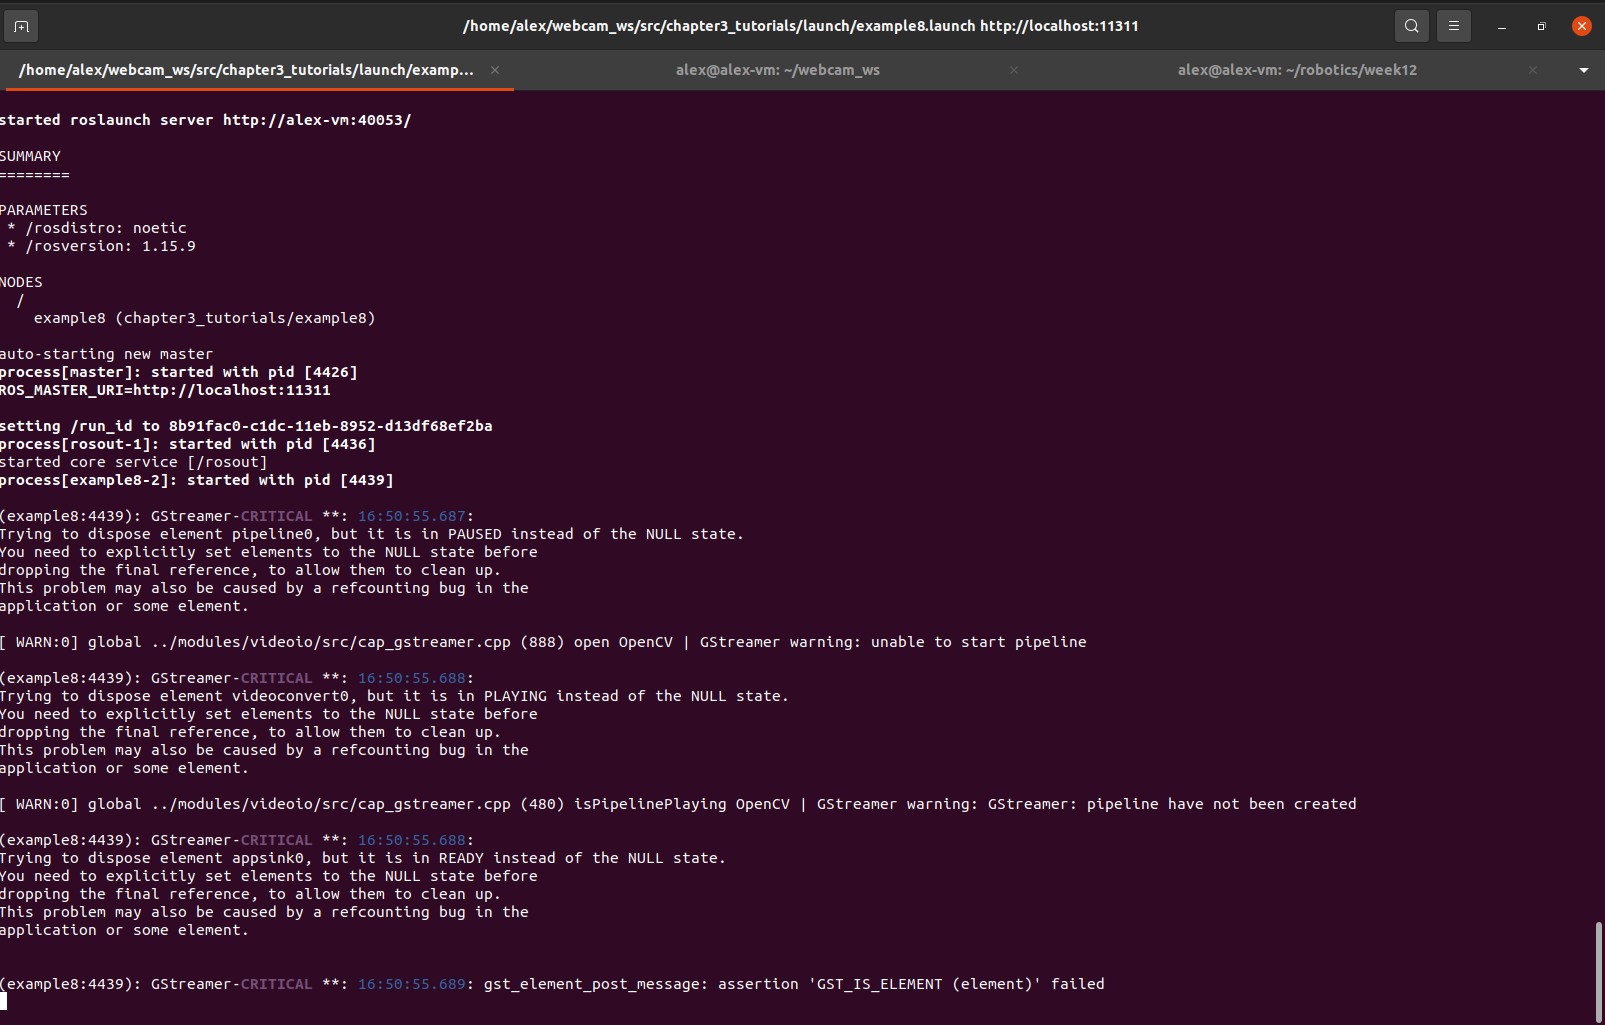 /home/alex/webcam_ws/src/chapter3_tutorials/launch/example8.launch http://localhost:11311
/home/alex/webcam_ws/src/chapter3_tutorials/launch/examp...
alex@alex-vm: ~/webcam_ws
alex@alex-vm: ~/robotics/week12
started roslaunch server http://alex-vm:40053/
SUMMARY
========
PARAMETERS
* /rosdistro: noetic
* /rosversion: 1.15.9
NODES
/
example8 (chapter3_tutorials/example8)
auto-starting new master
process[master]: started with pid [4426]
ROS_MASTER_URI=http://localhost:11311
setting /run_id to 8b91fac0-c1dc-11eb-8952-d13df68ef2ba
process[rosout-1]: started with pid [4436]
started core service [/rosout]
process[example8-2]: started with pid [4439]
(example8:4439): GStreamer-CRITICAL **: 16:50:55.687:
Trying to dispose element pipeline0, but it is in PAUSED instead of the NULL state.
You need to explicitly set elements to the NULL state before
dropping the final reference, to allow them to clean up.
This problem may also be caused by a refcounting bug in the
application or some element.
[ WARN:0] global ../modules/videoio/src/cap_gstreamer.cpp (888) open OpenCV | GStreamer warning: unable to start pipeline
(example8:4439): GStreamer-CRITICAL **: 16:50:55.688:
Trying to dispose element videoconvert0, but it is in PLAYING instead of the NULL state.
You need to explicitly set elements to the NULL state before
dropping the final reference, to allow them to clean up.
This problem may also be caused by a refcounting bug in the
application or some element.
[ WARN:0] global ../modules/videoio/src/cap_gstreamer.cpp (480) isPipelinePlaying OpenCV | GStreamer warning: GStreamer: pipeline have not been created
(example8:4439): GStreamer-CRITICAL **: 16:50:55.688:
Trying to dispose element appsink0, but it is in READY instead of the NULL state.
You need to explicitly set elements to the NULL state before
dropping the final reference, to allow them to clean up.
This problem may also be caused by a refcounting bug in the
application or some element.
(example8:4439): GStreamer-CRITICAL **: 16:50:55.689: gst_element_post_message: assertion 'GST_IS_ELEMENT (element)' failed